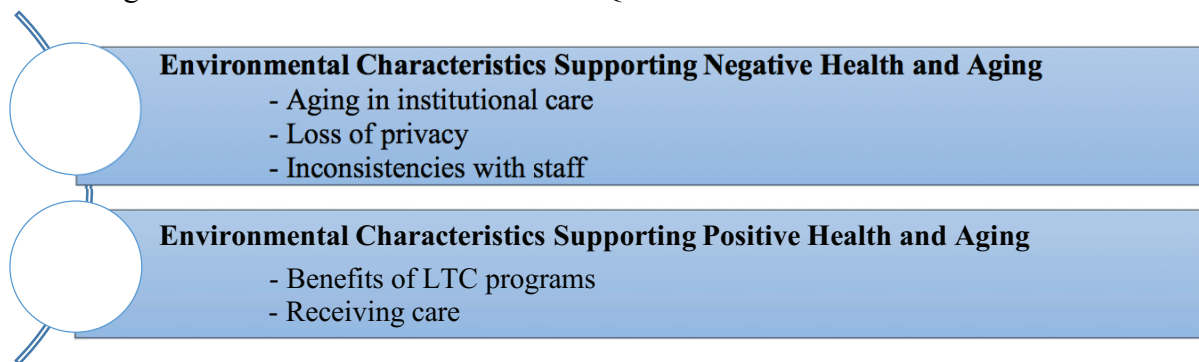 Environmental Characteristics Supporting Negative Health and Aging
- Aging in institutional care
- Loss of privacy
- Inconsistencies with staff
Environmental Characteristics Supporting Positive Health and Aging
- Benefits of LTC programs
- Receiving care